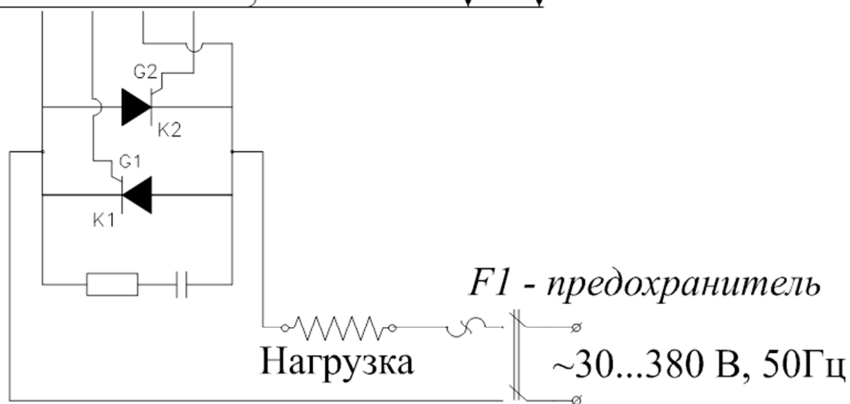 G2
K2
G1
K1
F1 - предохранитель
Нагрузка
~30...380 В, 50Гц